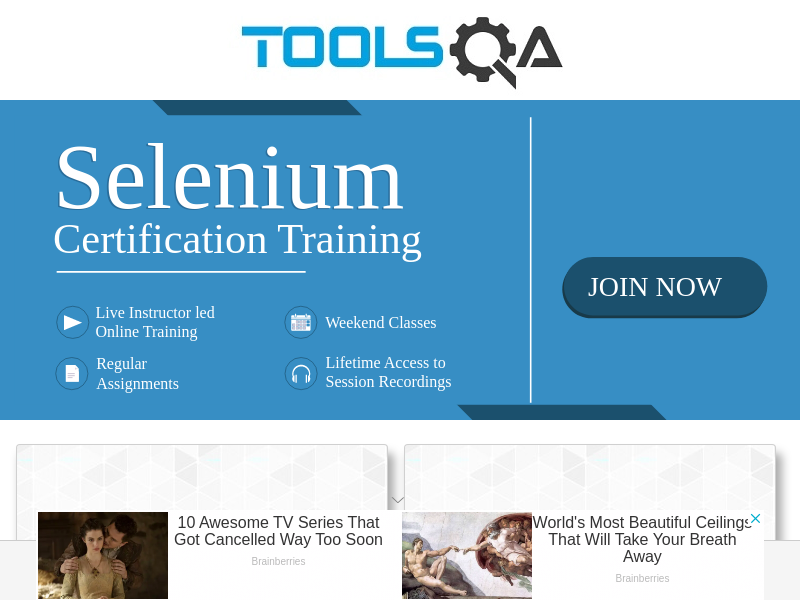 TOOLSQA
Selenium
Certification Training
JOIN NOW
Live Instructor led
Online Training
Weekend Classes
Regular
Assignments
Lifetime Access to
Session Recordings
10 Awesome TV Series That
Got Cancelled Way Too Soon
Brainberries
World's Most Beautiful Ceilings
That Will Take Your Breath
Away
Brainberries